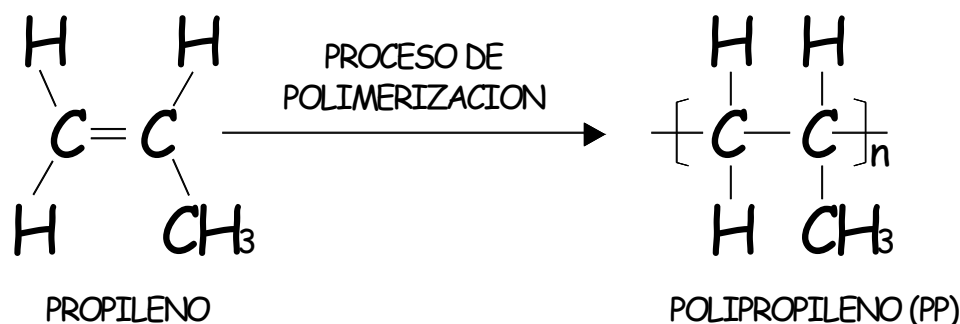 H H H H
PROCESO DE
POLIMERIZACION
C = C C C n
H CH3 H CH3
PROPILENO POLIPROPILENO (PP)